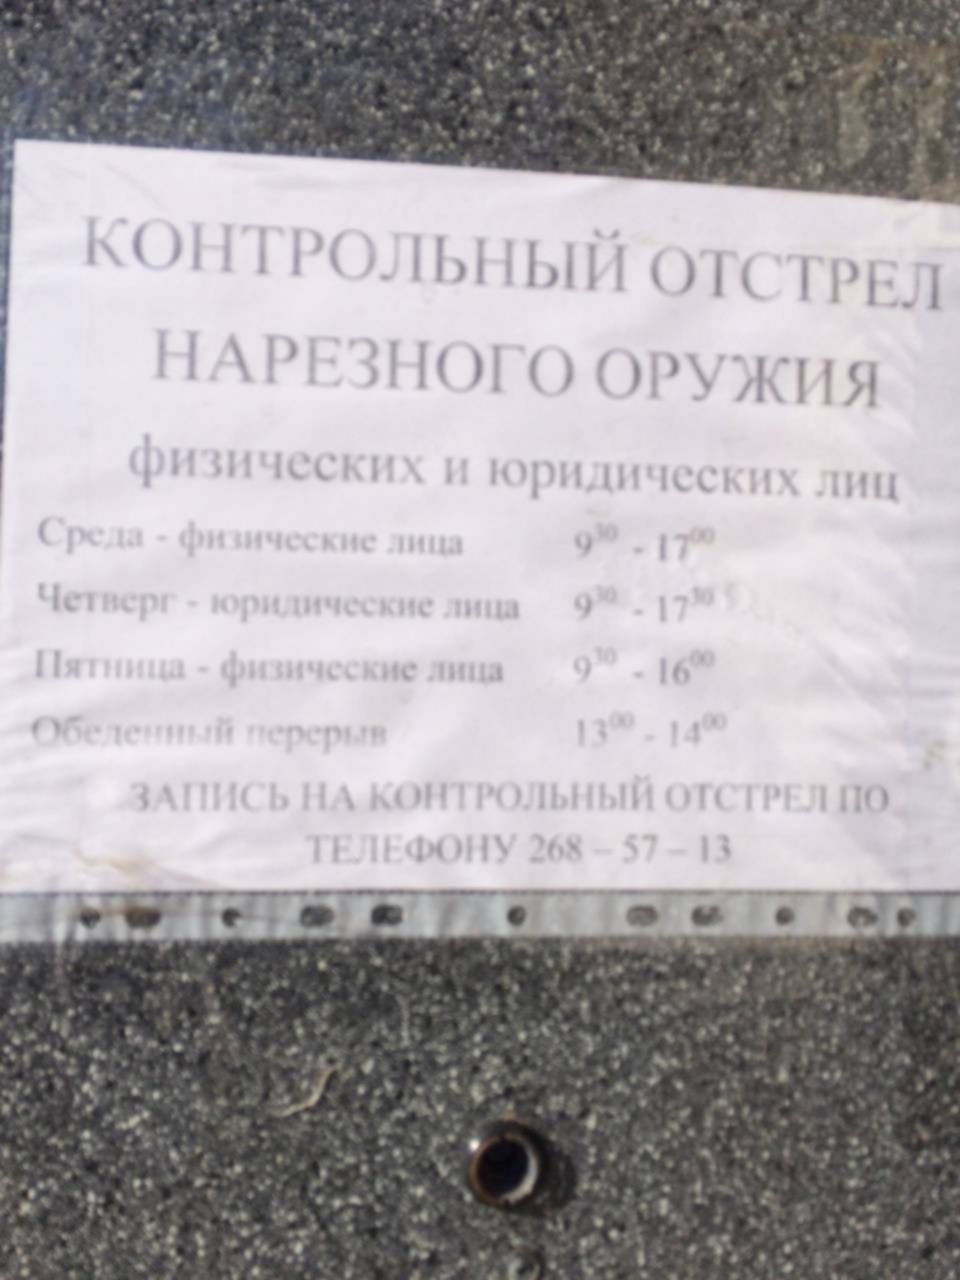 КОНТРОЛЬНЫЙ ОТСТРЕЛ
НАРЕЗНОГО ОРУЖИЯ
физических и юридических лиц
Среда - физические лица 9³⁰ - 17⁰⁰
Четверг - юридические лица 9³⁰ - 17³⁰
Пятница - физические лица 9³⁰ - 16⁰⁰
Обеденный перерыв 13⁰⁰ - 14⁰⁰
ЗАПИСЬ НА КОНТРОЛЬНЫЙ ОТСТРЕЛ ПО
ТЕЛЕФОНУ 268 – 57 – 13